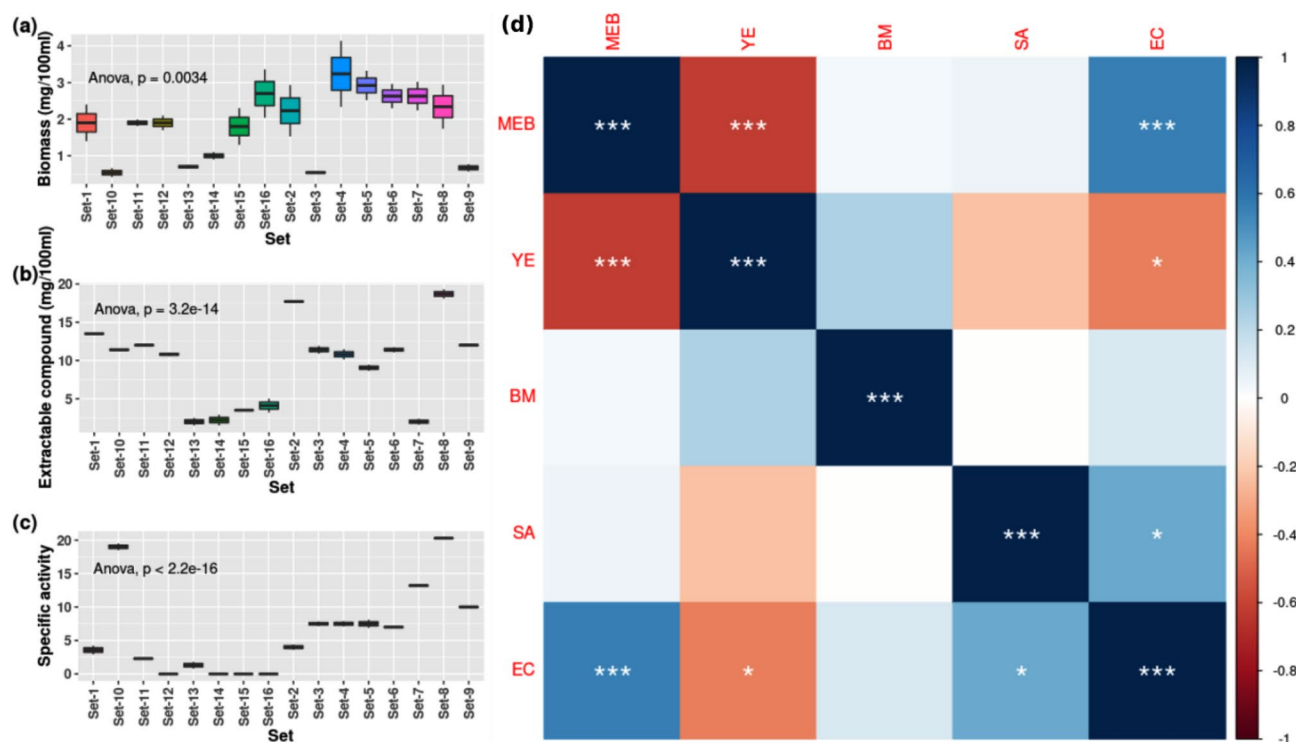 (a)
Biomass (mg/100ml)
4
3
2
1
Anova, p = 0.0034
Set-1
Set-10
Set-11
Set-12
Set-13
Set-14
Set-15
Set-16
Set-2
Set-3
Set-4
Set-5
Set-6
Set-7
Set-8
Set-9
Set
(b)
Extractable compound (mg/100ml)
20
15
10
5
Anova, p = 3.2e-14
Set-1
Set-10
Set-11
Set-12
Set-13
Set-14
Set-15
Set-16
Set-2
Set-3
Set-4
Set-5
Set-6
Set-7
Set-8
Set-9
Set
(c)
Specific activity
20
15
10
5
0
Anova, p < 2.2e-16
Set-1
Set-10
Set-11
Set-12
Set-13
Set-14
Set-15
Set-16
Set-2
Set-3
Set-4
Set-5
Set-6
Set-7
Set-8
Set-9
Set
(d)
MEB YE BM SA EC
MEB *** *** ***
YE *** *** *
BM ***
SA *** *
EC *** * * ***
1
0.8
0.6
0.4
0.2
0
-0.2
-0.4
-0.6
-0.8
-1